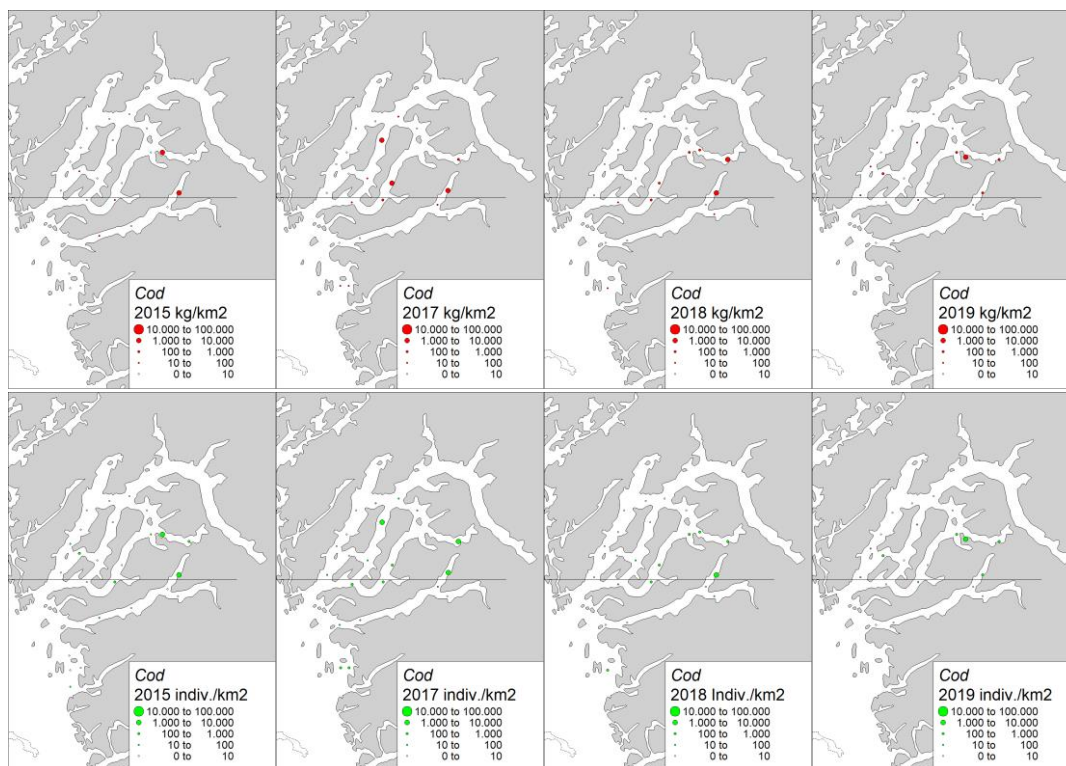 Cod
2015 kg/km2
10.000 to 100.000
1.000 to 10.000
100 to 1.000
10 to 100
0 to 10
Cod
2017 kg/km2
10.000 to 100.000
1.000 to 10.000
100 to 1.000
10 to 100
0 to 10
Cod
2018 kg/km2
10.000 to 100.000
1.000 to 10.000
100 to 1.000
10 to 100
0 to 10
Cod
2019 kg/km2
10.000 to 100.000
1.000 to 10.000
100 to 1.000
10 to 100
0 to 10
Cod
2015 indiv./km2
10.000 to 100.000
1.000 to 10.000
100 to 1.000
10 to 100
0 to 10
Cod
2017 indiv./km2
10.000 to 100.000
1.000 to 10.000
100 to 1.000
10 to 100
0 to 10
Cod
2018 Indiv./km2
10.000 to 100.000
1.000 to 10.000
100 to 1.000
10 to 100
0 to 10
Cod
2019 indiv./km2
10.000 to 100.000
1.000 to 10.000
100 to 1.000
10 to 100
0 to 10